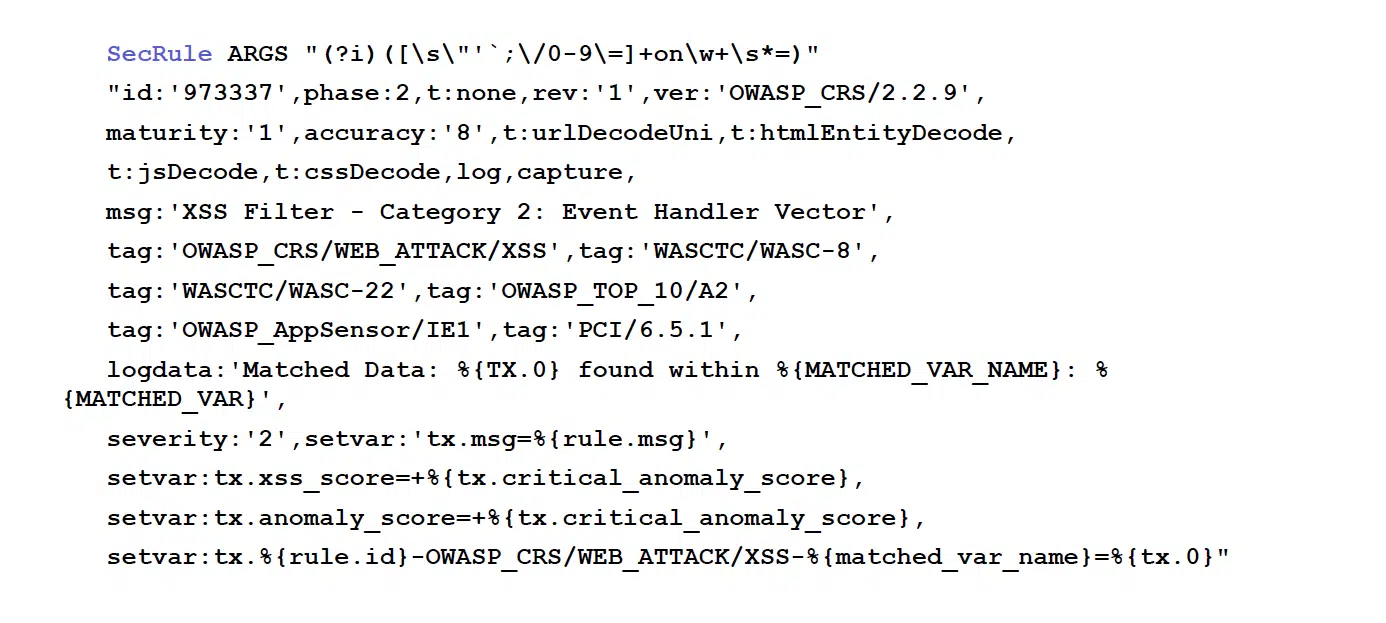 SecRule ARGS "(?i)([\s\"'`;\/0-9\=]+on\w+\s*=)"
"id:'973337',phase:2,t:none,rev:'1',ver:'OWASP_CRS/2.2.9',
maturity:'1',accuracy:'8',t:urlDecodeUni,t:htmlEntityDecode,
t:jsDecode,t:cssDecode,log,capture,
msg:'XSS Filter - Category 2: Event Handler Vector',
tag:'OWASP_CRS/WEB_ATTACK/XSS',tag:'WASCTC/WASC-8',
tag:'WASCTC/WASC-22',tag:'OWASP_TOP_10/A2',
tag:'OWASP_AppSensor/IE1',tag:'PCI/6.5.1',
logdata:'Matched Data: %{TX.0} found within %{MATCHED_VAR_NAME}: %
{MATCHED_VAR}',
severity:'2',setvar:'tx.msg=%{rule.msg}',
setvar:tx.xss_score=+%{tx.critical_anomaly_score},
setvar:tx.anomaly_score=+%{tx.critical_anomaly_score},
setvar:tx.%{rule.id}-OWASP_CRS/WEB_ATTACK/XSS-%{matched_var_name}=%{tx.0}"